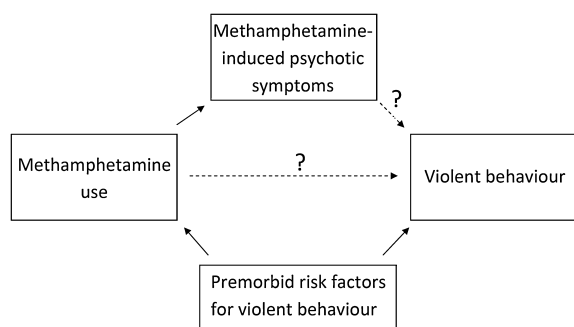 Methamphetamine-
induced psychotic
symptoms
?
Methamphetamine
use
?
Violent behaviour
Premorbid risk factors
for violent behaviour